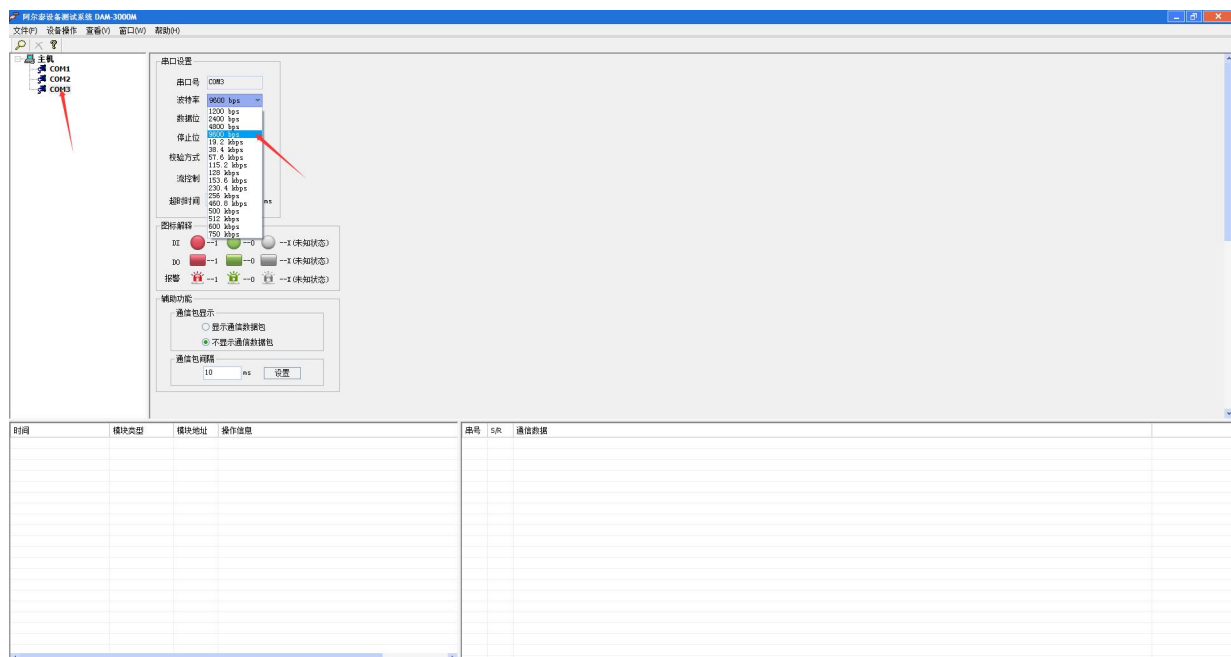 阿尔泰设备测试系统 DAM-3000M
文件(F) 设备操作 查看(V) 窗口(W) 帮助(H)
主机
COM1
COM2
COM3
串口设置
串口号 COM3
波特率 9600 bps
1200 bps
数据位 2400 bps
4800 bps
9600 bps
停止位 19.2 kbps
38.4 kbps
校验方式 57.6 kbps
115.2 kbps
128 kbps
流控制 153.6 kbps
230.4 kbps
256 kbps
超时时间 460.8 kbps ms
500 kbps
512 kbps
图标解释 600 kbps
750 kbps
DI --1 --0 --X(未知状态)
DO --1 --0 --X(未知状态)
报警 --1 --0 --X(未知状态)
辅助功能
通信包显示
显示通信数据包
不显示通信数据包
通信包间隔
10 ms 设置
时间 模块类型 模块地址 操作信息 串号 S/R 通信数据